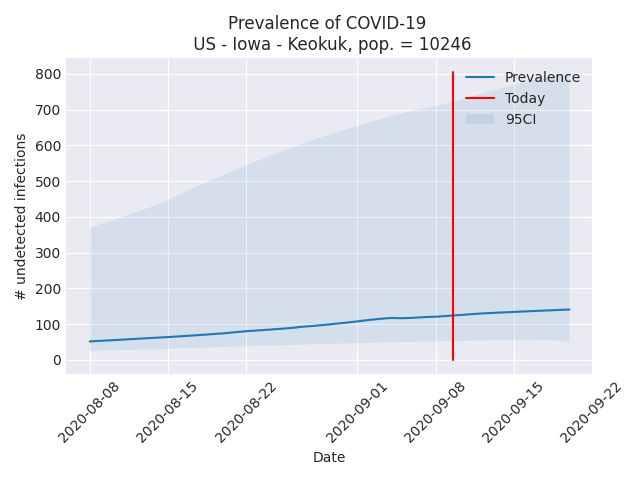 Prevalence of COVID-19
US - Iowa - Keokuk, pop. = 10246
Prevalence
Today
95CI
800
700
600
500
400
300
200
100
0
# undetected infections
2020-08-08
2020-08-15
2020-08-22
2020-09-01
2020-09-08
2020-09-15
2020-09-22
Date